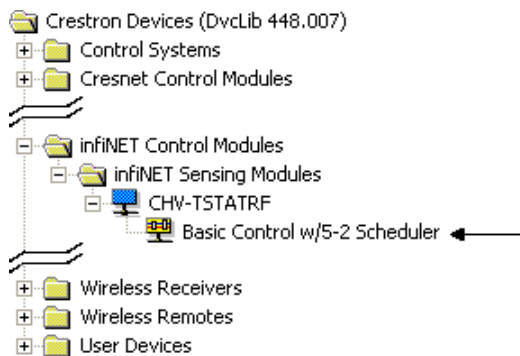 Crestron Devices (DvcLib 448.007)
Control Systems
Cresnet Control Modules
infiNET Control Modules
infiNET Sensing Modules
CHV-TSTATRF
Basic Control w/5-2 Scheduler
Wireless Receivers
Wireless Remotes
User Devices